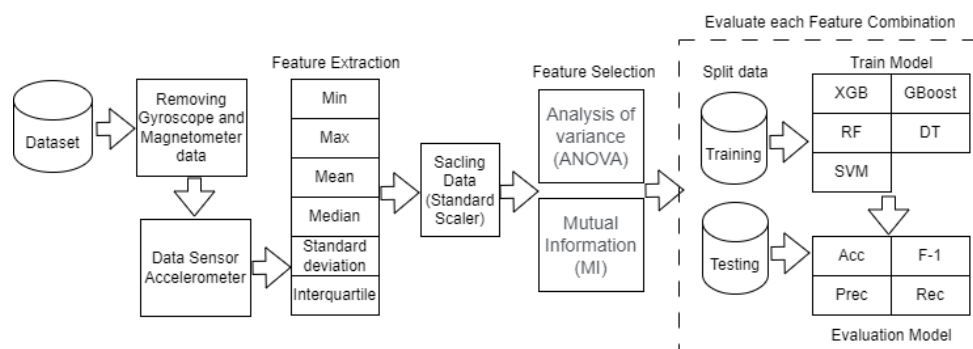 Evaluate each Feature Combination
Feature Extraction
Feature Selection
Split data
Train Model
Dataset
Removing
Gyroscope and
Magnetometer
data
Data Sensor
Accelerometer
Min
Max
Mean
Median
Standard
deviation
Interquartile
Sacling
Data
(Standard
Scaler)
Analysis of
variance
(ANOVA)
Mutual
Information
(MI)
Training
Testing
XGB
GBoost
RF
DT
SVM
Acc
F-1
Prec
Rec
Evaluation Model